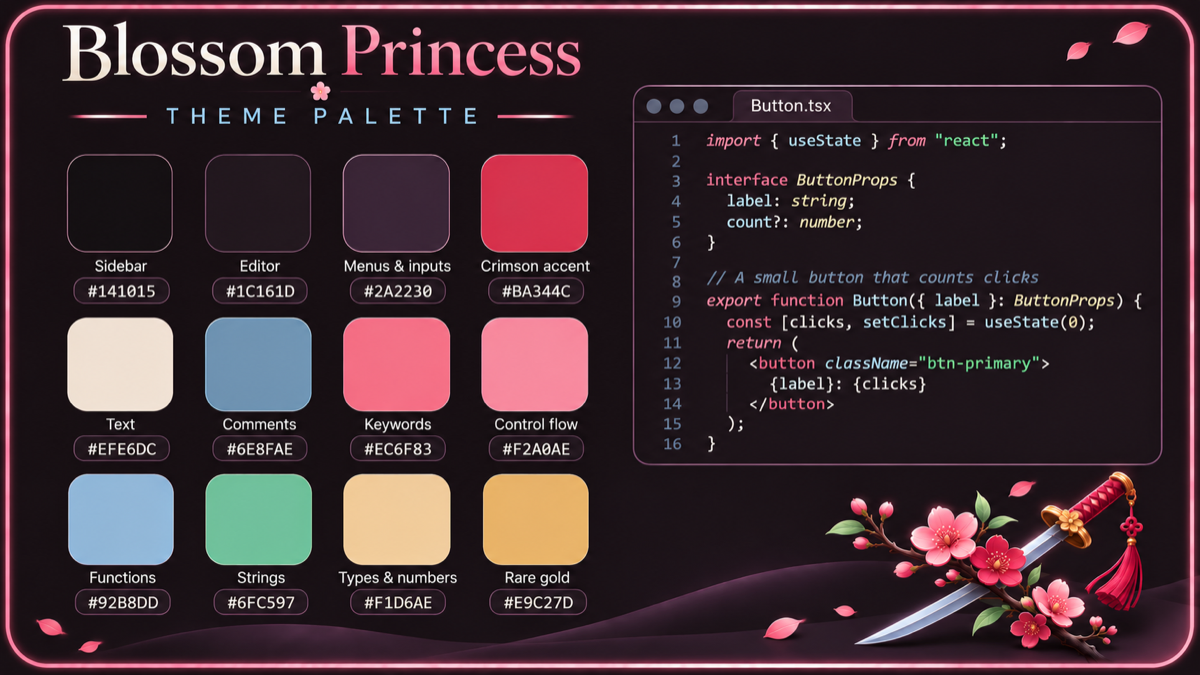 Blossom Princess
THEME PALETTE
Sidebar
#141015
Editor
#1C161D
Menus & inputs
#2A2230
Crimson accent
#BA344C
Text
#EFE6DC
Comments
#6E8FAE
Keywords
#EC6F83
Control flow
#F2A0AE
Functions
#92B8DD
Strings
#6FC597
Types & numbers
#F1D6AE
Rare gold
#E9C27D
Button.tsx
1 import { useState } from "react";
2
3 interface ButtonProps {
4 label: string;
5 count?: number;
6 }
7
8 // A small button that counts clicks
9 export function Button({ label }: ButtonProps) {
10 const [clicks, setClicks] = useState(0);
11 return (
12 <button className="btn-primary">
13 {label}: {clicks}
14 </button>
15 );
16 }